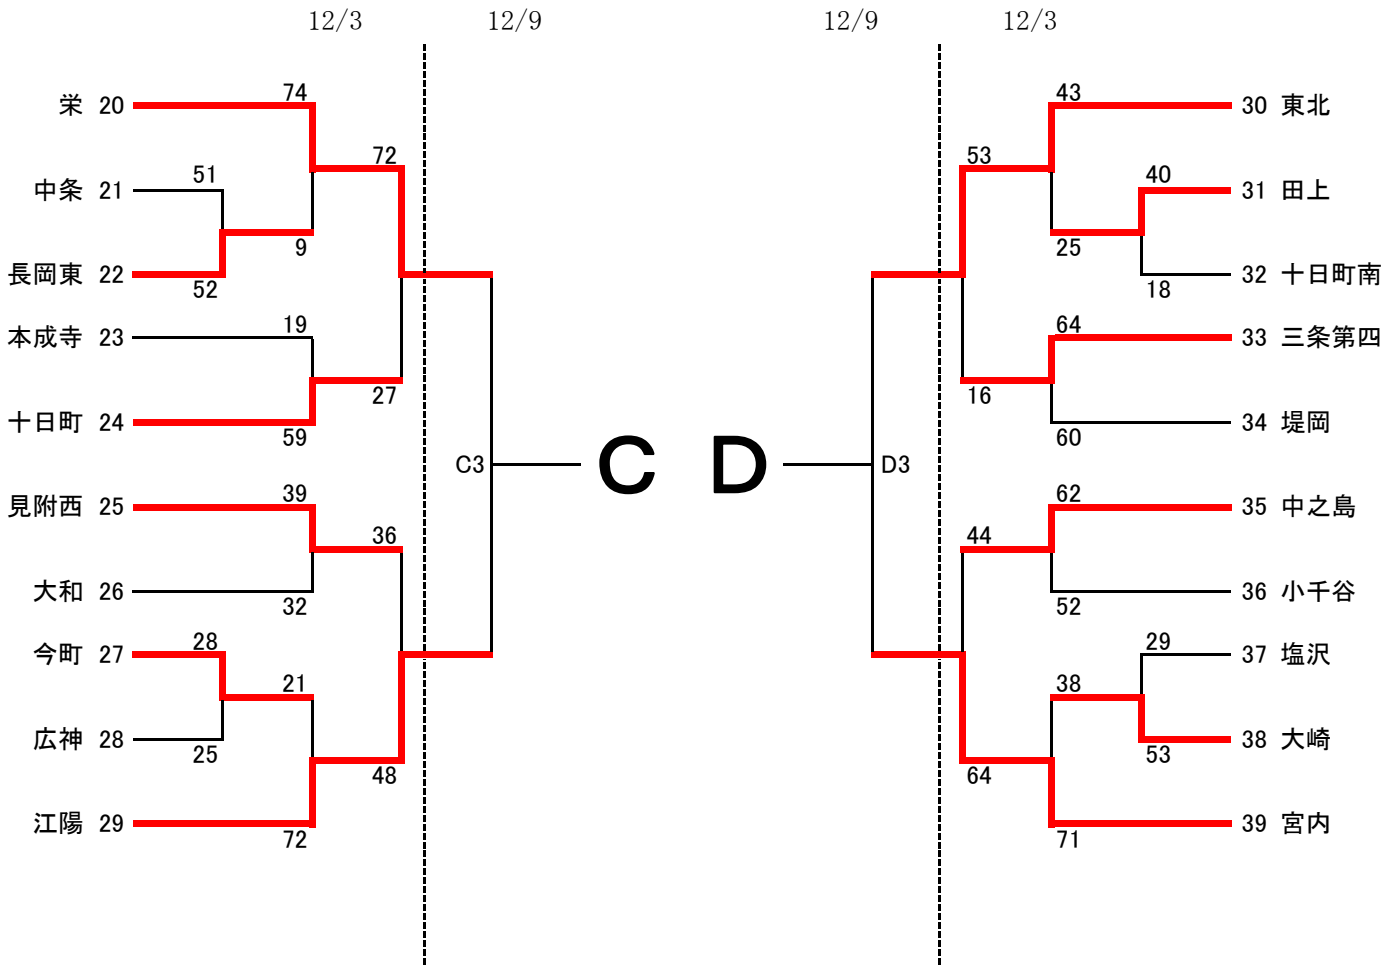 12/3 12/9 12/9 12/3
74 43
栄 20 30 東北
72 53
51 40
中条 21 31 田上
9 25
長岡東 22 32 十日町南
52 18
19 64
本成寺 23 33 三条第四
27 16
十日町 24 34 堤岡
59 60
C3 C D D3
39 62
見附西 25 35 中之島
36 44
大和 26 36 小千谷
32 52
28 29
今町 27 37 塩沢
21 38
広神 28 38 大崎
25 53
48 64
江陽 29 39 宮内
72 71